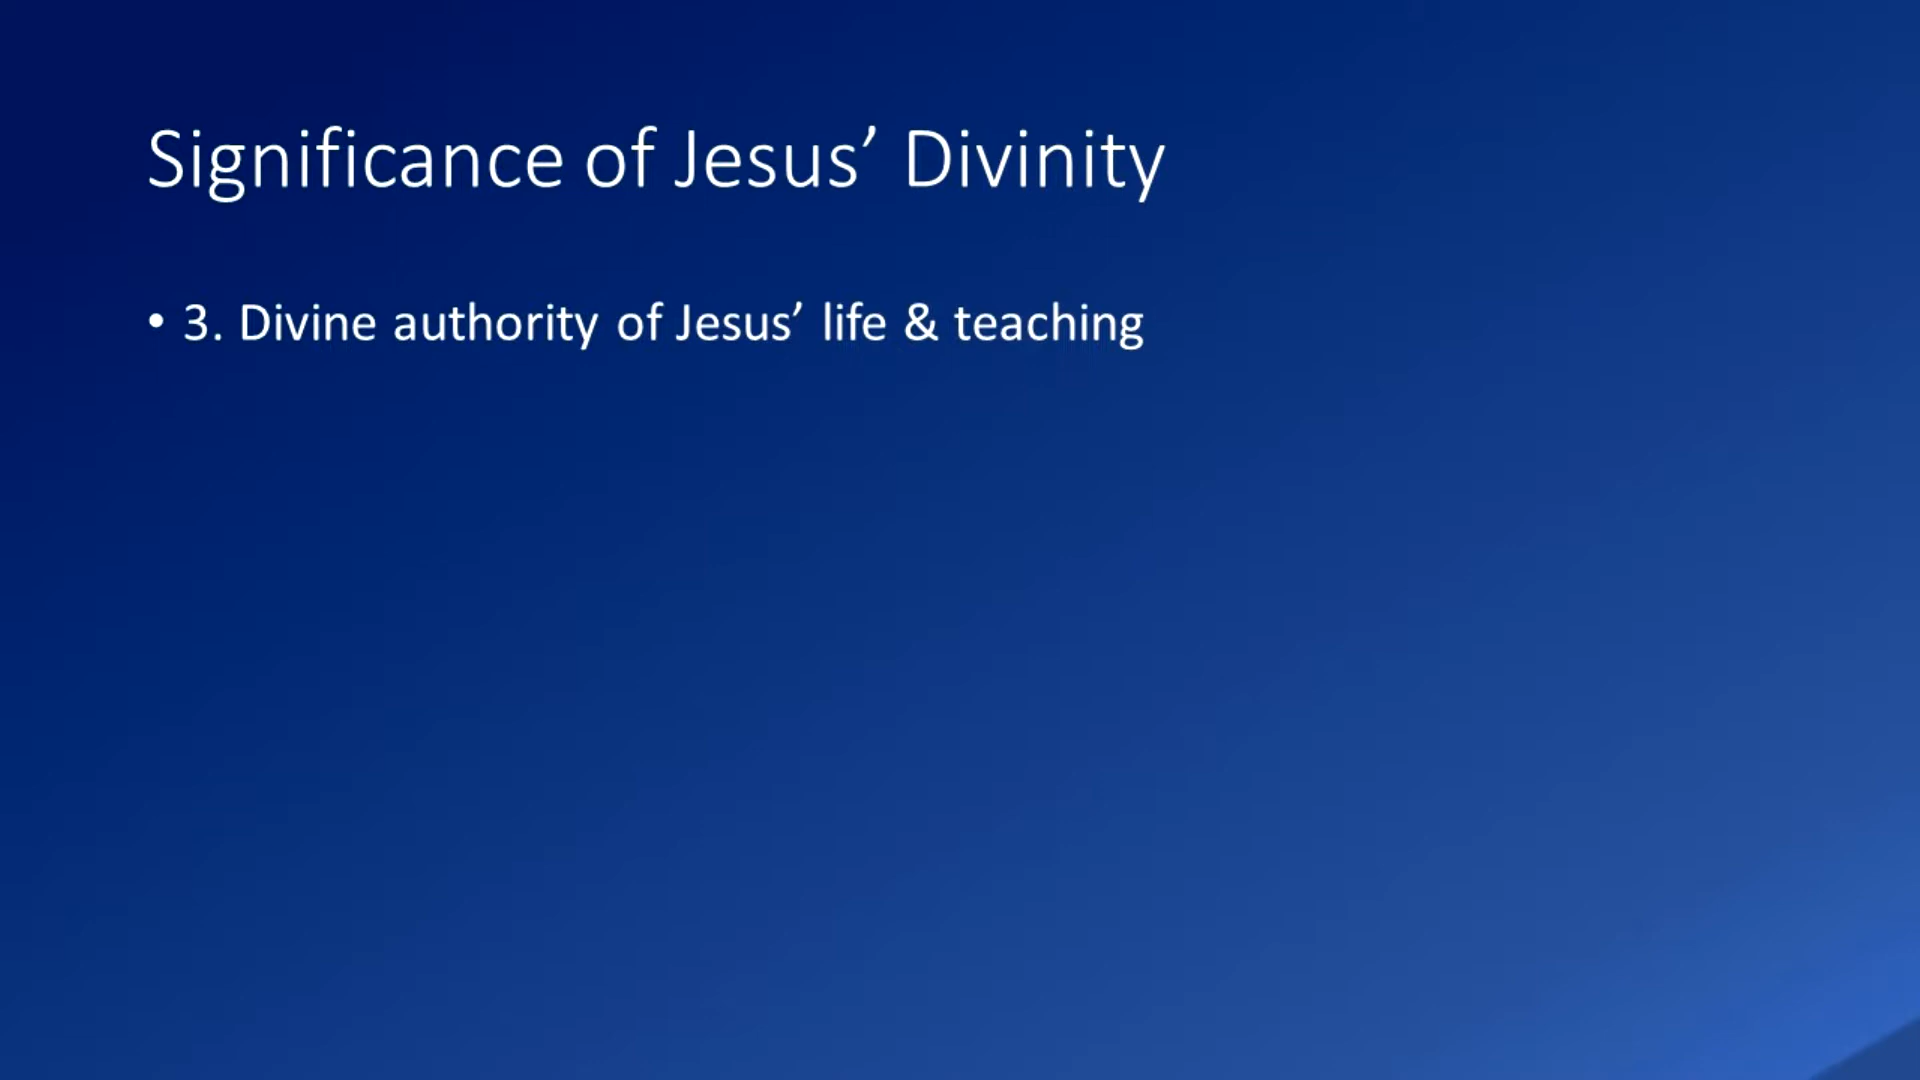 Significance of Jesus’ Divinity
• 3. Divine authority of Jesus’ life & teaching